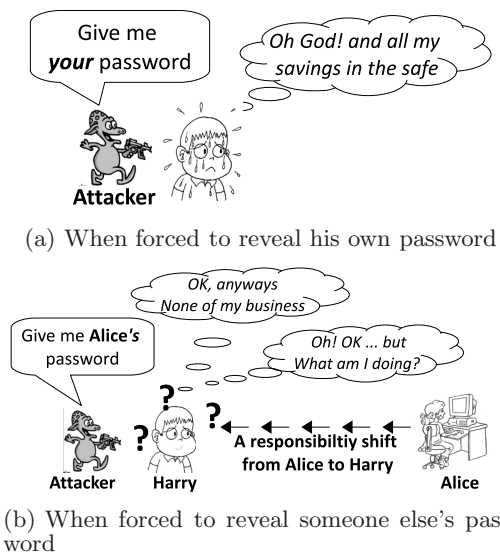 Give me
your password
Oh God! and all my
savings in the safe
Attacker
(a) When forced to reveal his own password
OK, anyways
None of my business
Give me Alice's
password
Oh! OK ... but
What am I doing?
?
?
?
A responsibiltiy shift
from Alice to Harry
Attacker
Harry
Alice
(b) When forced to reveal someone else's pas
word